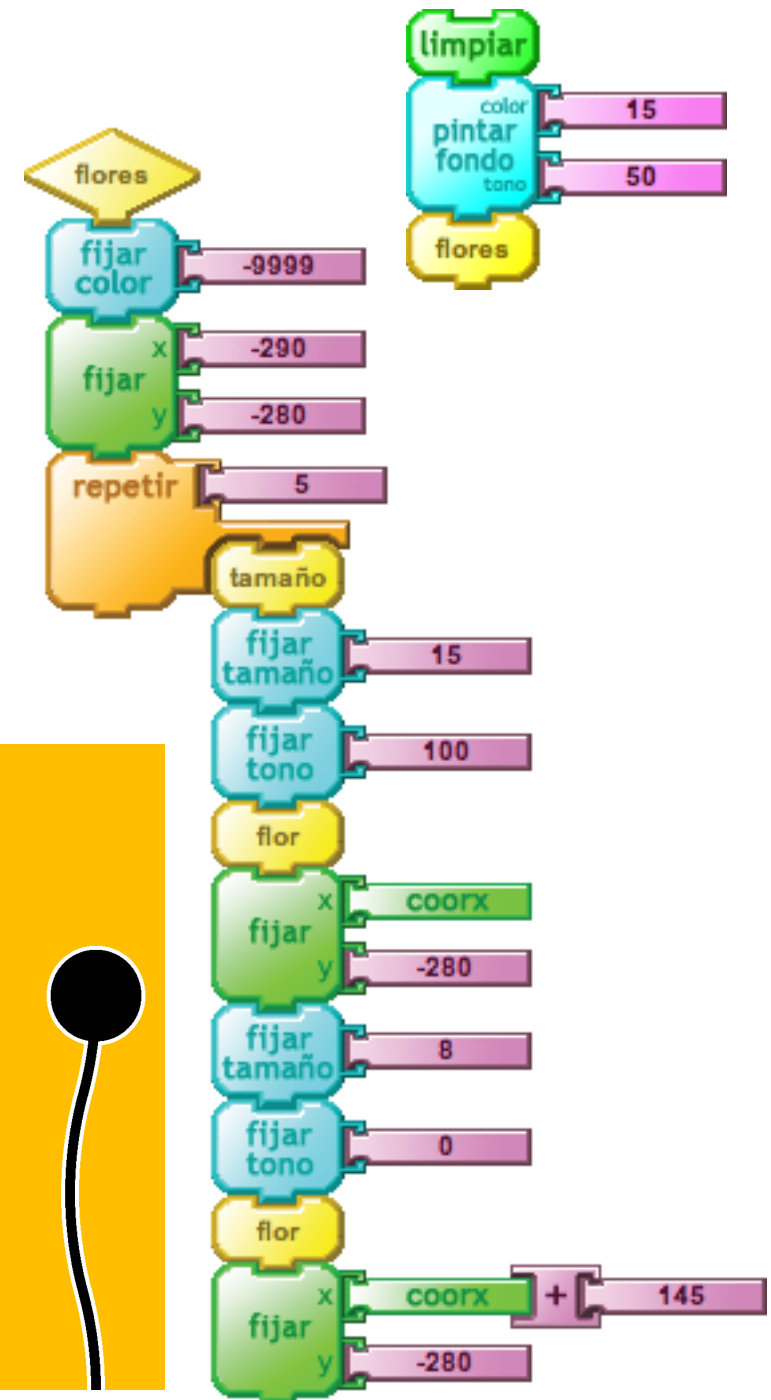 limpiar
color
15
pintar
fondo
tono
50
flores
flores
fijar
color
-9999
x
-290
fijar
y
-280
repetir
5
tamaño
fijar
tamaño
15
fijar
tono
100
flor
x
coorx
fijar
y
-280
fijar
tamaño
8
fijar
tono
0
flor
x
coorx + 145
fijar
y
-280